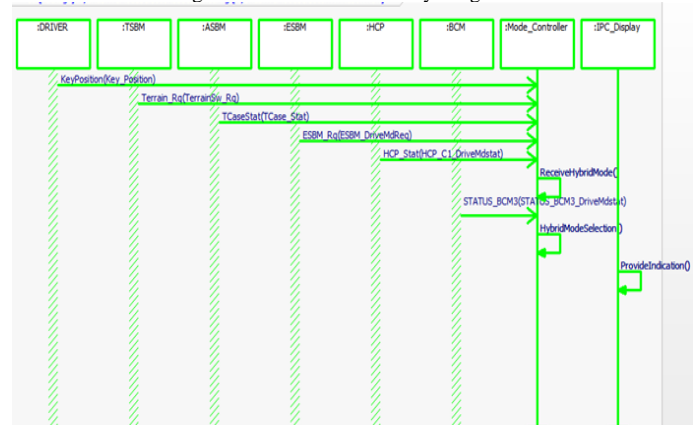 :DRIVER
:TSBM
:ASBM
:ESBM
:HCP
:BCM
:Mode_Controller
:IPC_Display
KeyPosition(Key_Position)
Terrain_Rq(TerrainSw_Rq)
TCaseStat(TCase_Stat)
ESBM_Rq(ESBM_DriveMdReq)
HCP_Stat(HCP_C1_DriveMdstat)
ReceiveHybridMode()
STATUS_BCM3(STATUS_BCM3_DriveMdstat)
HybridModeSelection()
ProvideIndication()